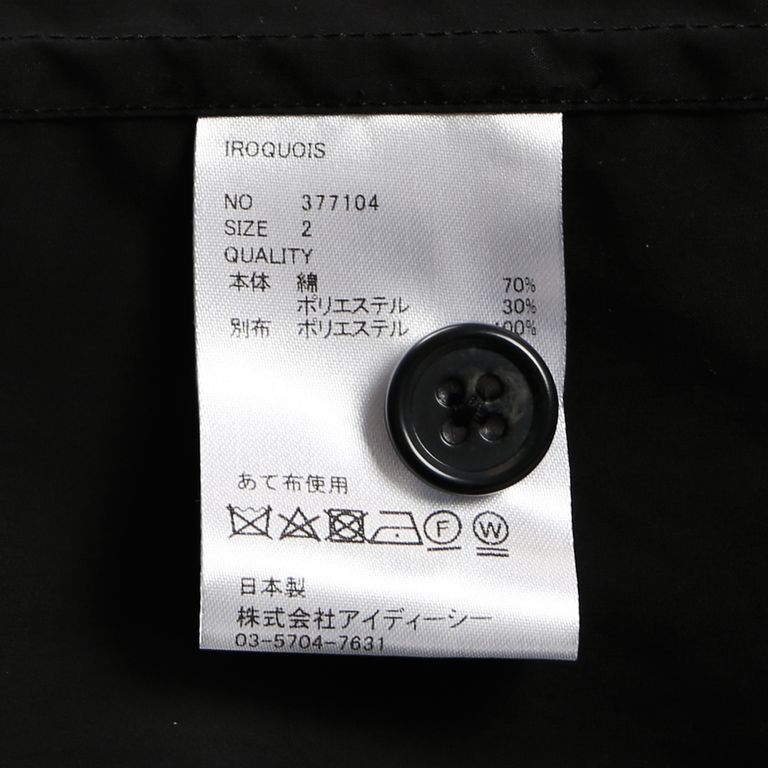 IROQUOIS
NO 377104
SIZE 2
QUALITY
本体 綿 70%
ポリエステル 30%
別布 ポリエステル 100%
あて布使用
F W
日本製
株式会社アイディーシー
03-5704-7631